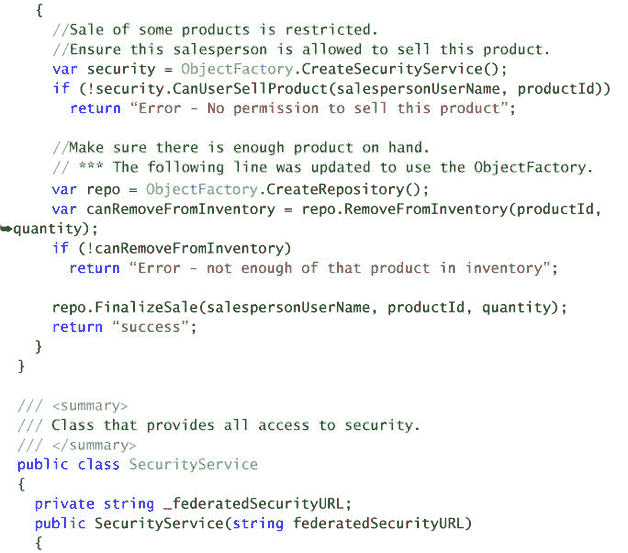 {
//Sale of some products is restricted.
//Ensure this salesperson is allowed to sell this product.
var security = ObjectFactory.CreateSecurityService();
if (!security.CanUserSellProduct(salespersonUserName, productId))
return “Error – No permission to sell this product”;
//Make sure there is enough product on hand.
// *** The following line was updated to use the ObjectFactory.
var repo = ObjectFactory.CreateRepository();
var canRemoveFromInventory = repo.RemoveFromInventory(productId,
➥quantity);
if (!canRemoveFromInventory)
return “Error – not enough of that product in inventory”;
repo.FinalizeSale(salespersonUserName, productId, quantity);
return “success”;
}
}
/// <summary>
/// Class that provides all access to security.
/// </summary>
public class SecurityService
{
private string _federatedSecurityURL;
public SecurityService(string federatedSecurityURL)
{